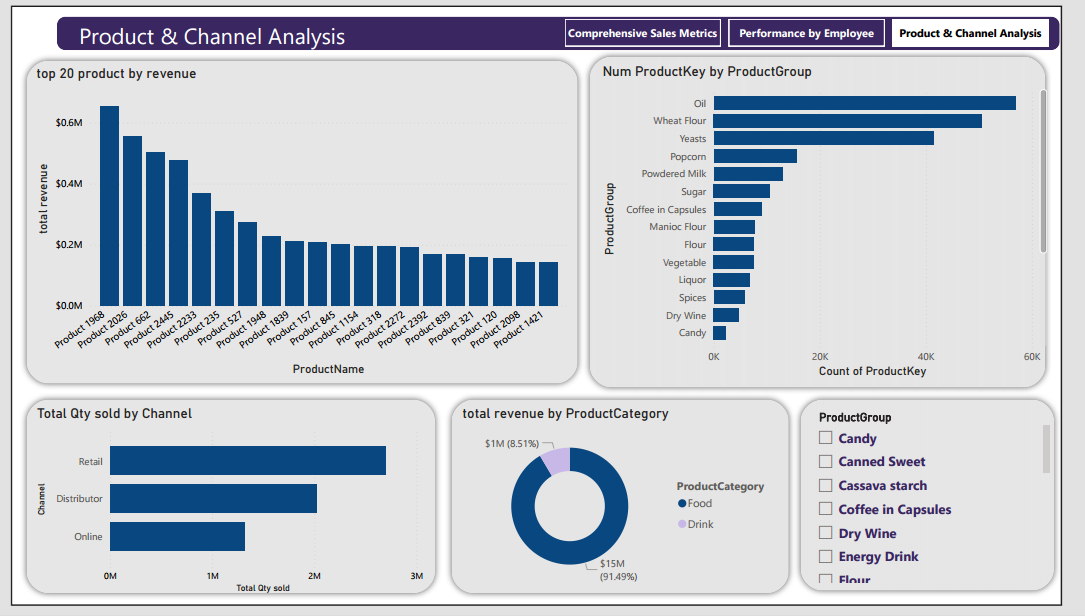 Product & Channel Analysis
Comprehensive Sales Metrics
Performance by Employee
Product & Channel Analysis
top 20 product by revenue
total revenue
$0.6M
$0.4M
$0.2M
$0.0M
Product 1968
Product 2026
Product 662
Product 2445
Product 2233
Product 235
Product 527
Product 1948
Product 1839
Product 157
Product 845
Product 1154
Product 318
Product 2272
Product 2392
Product 839
Product 321
Product 120
Product 2098
Product 1421
ProductName
Num ProductKey by ProductGroup
ProductGroup
Oil
Wheat Flour
Yeasts
Popcorn
Powdered Milk
Sugar
Coffee in Capsules
Manioc Flour
Flour
Vegetable
Liquor
Spices
Dry Wine
Candy
0K 20K 40K 60K
Count of ProductKey
Total Qty sold by Channel
Channel
Retail
Distributor
Online
0M 1M 2M 3M
Total Qty sold
total revenue by ProductCategory
$1M (8.51%)
$15M
(91.49%)
ProductCategory
Food
Drink
ProductGroup
Candy
Canned Sweet
Cassava starch
Coffee in Capsules
Dry Wine
Energy Drink
Flour